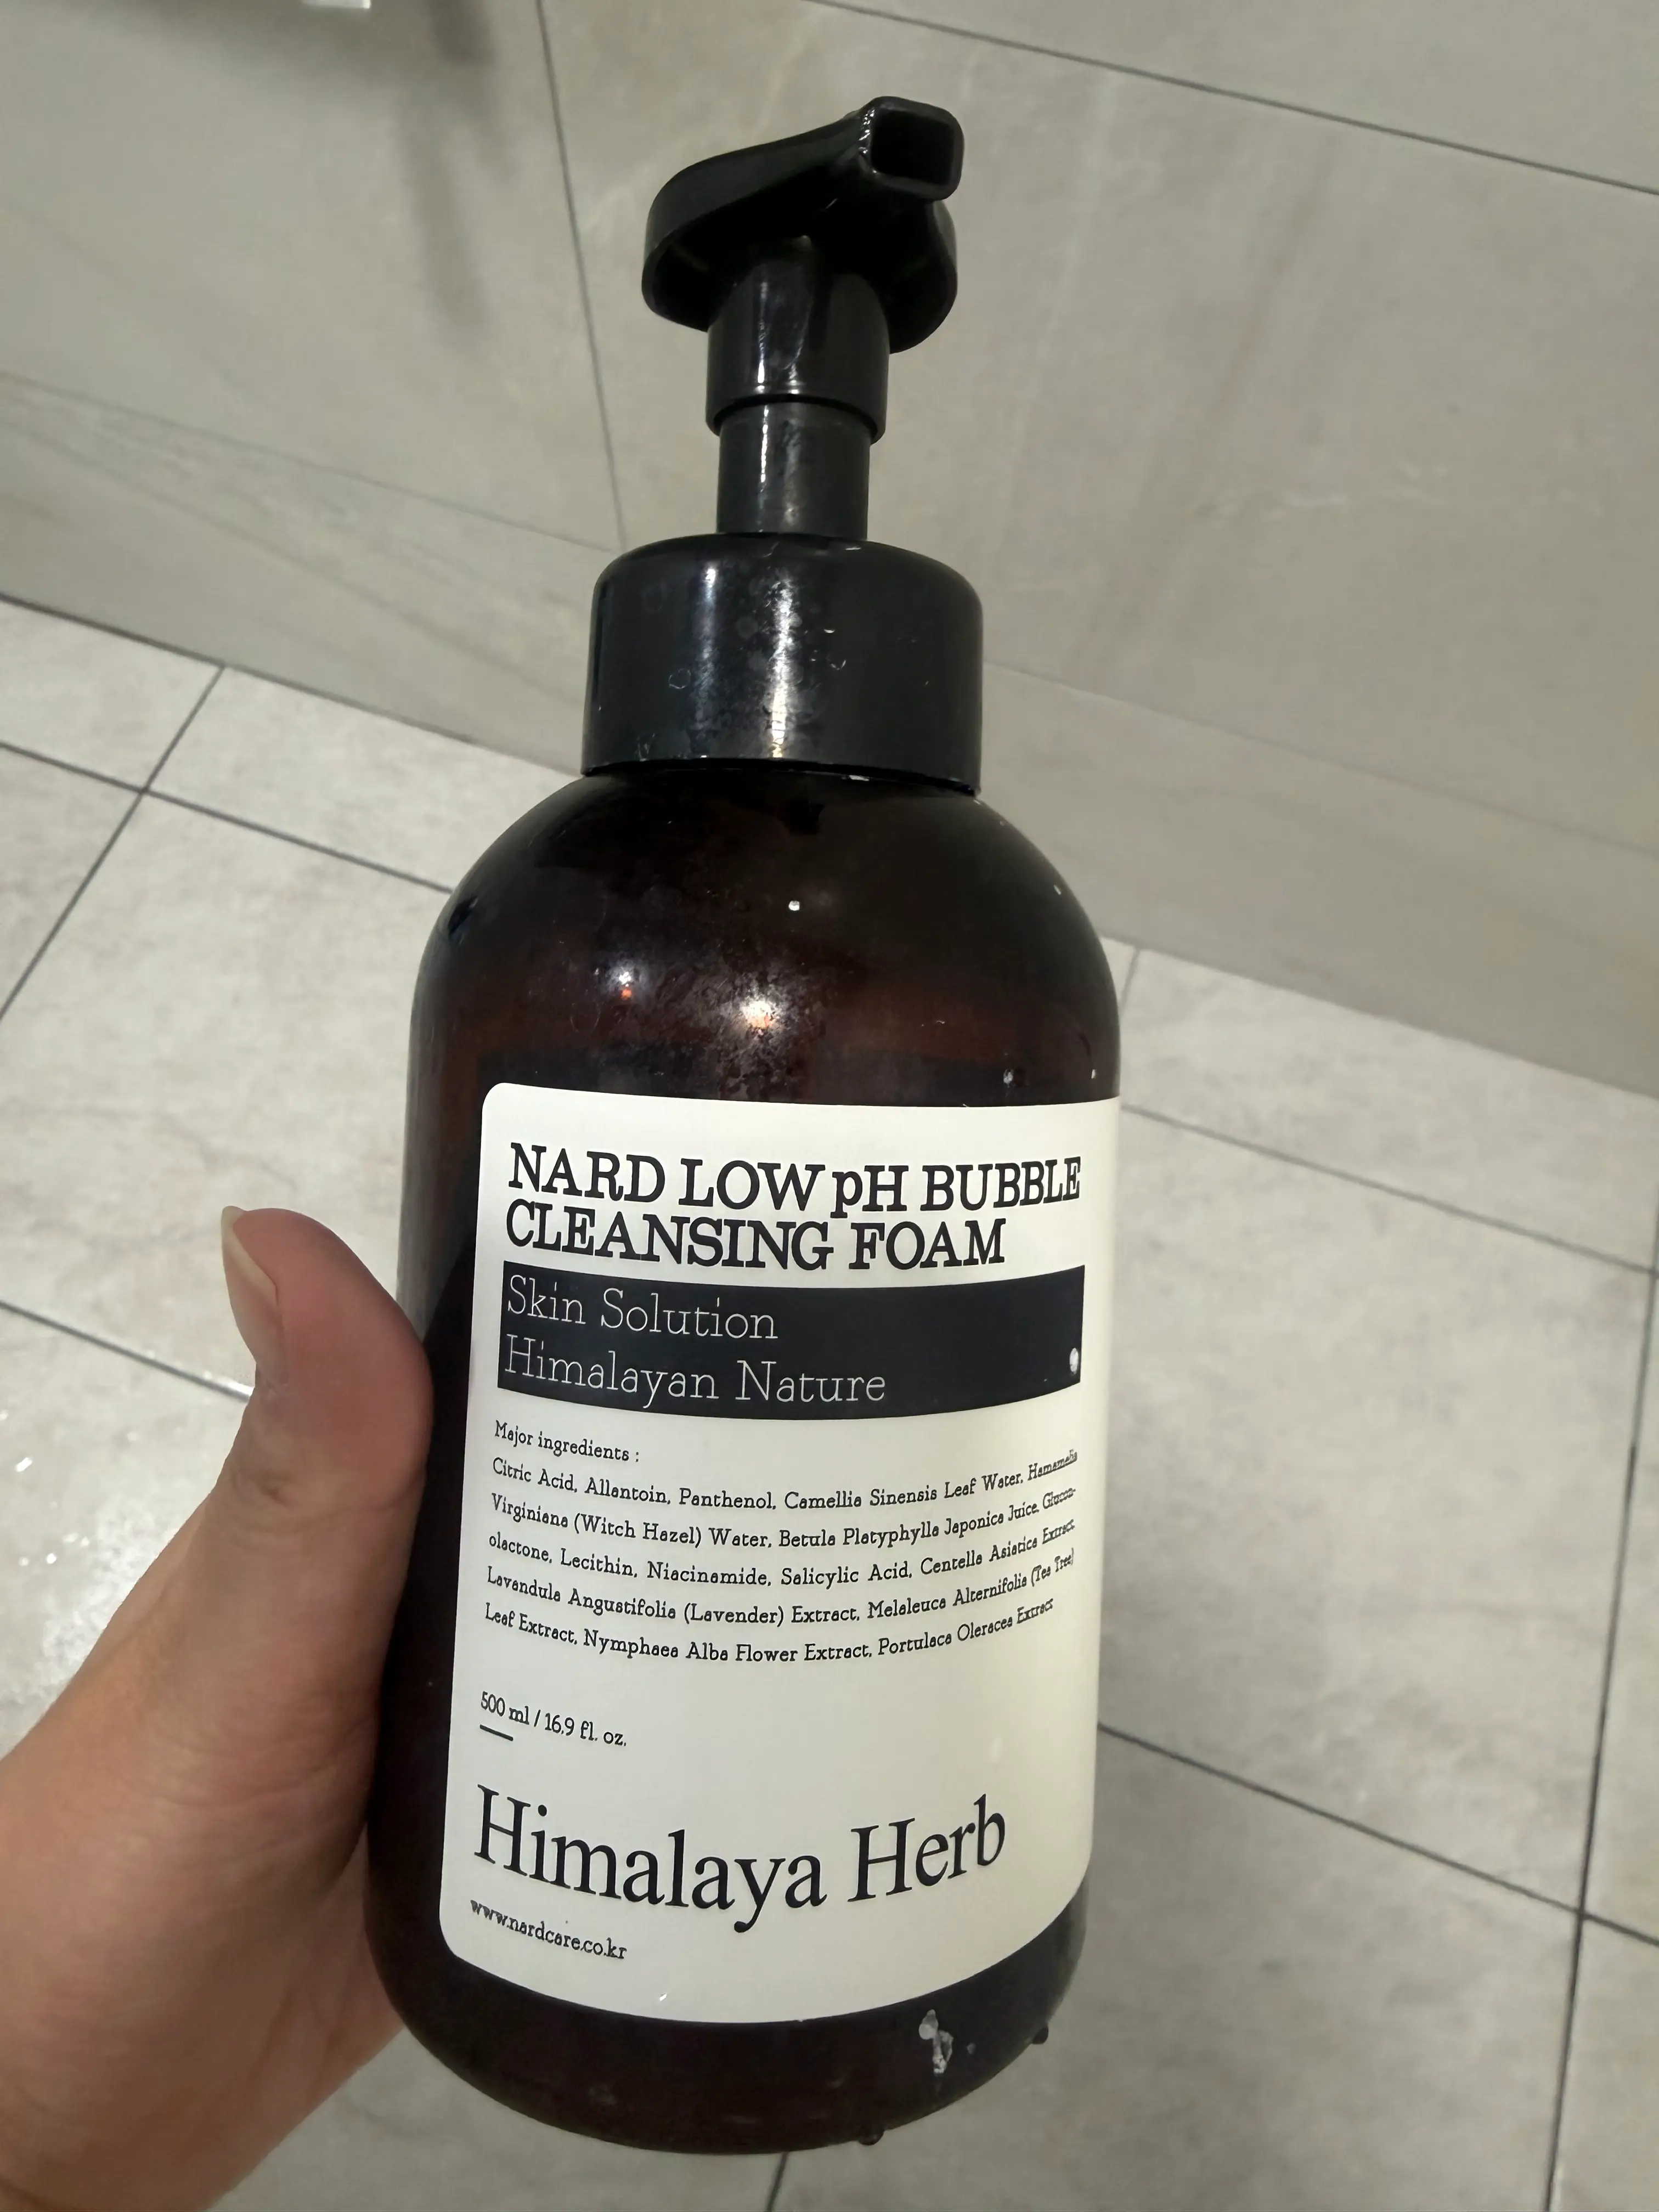 NARD LOW pH BUBBLE
CLEANSING FOAM
Skin Solution
Himalayan Nature
Major ingredients :
Citric Acid, Allantoin, Panthenol, Camellia Sinensis Leaf Water, Hamamelis
Virginiana (Witch Hazel) Water, Betula Platyphylla Japonica Juice, Glucon-
olactone, Lecithin, Niacinamide, Salicylic Acid, Centella Asiatica Extract,
Lavandula Angustifolia (Lavender) Extract, Melaleuca Alternifolia (Tea Tree)
Leaf Extract, Nymphaea Alba Flower Extract, Portulaca Oleracea Extract
500 ml / 16.9 fl. oz.
Himalaya Herb
www.nardcare.co.kr